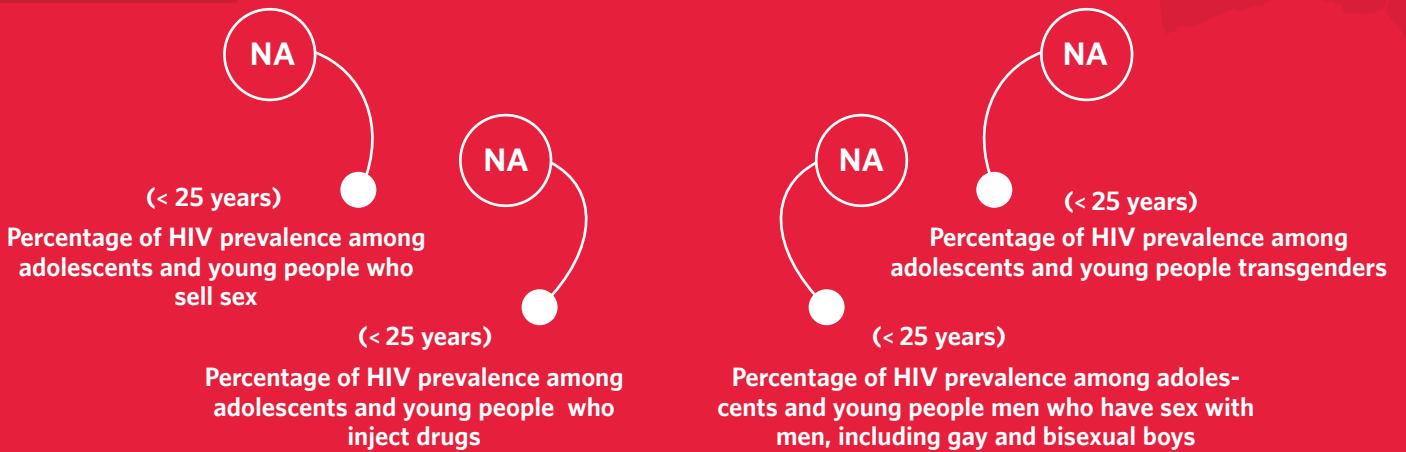 NA
(< 25 years)
Percentage of HIV prevalence among
adolescents and young people who
sell sex
NA
(< 25 years)
Percentage of HIV prevalence among
adolescents and young people who
inject drugs
NA
(< 25 years)
Percentage of HIV prevalence among adoles-
cents and young people men who have sex with
men, including gay and bisexual boys
NA
(< 25 years)
Percentage of HIV prevalence among
adolescents and young people transgenders